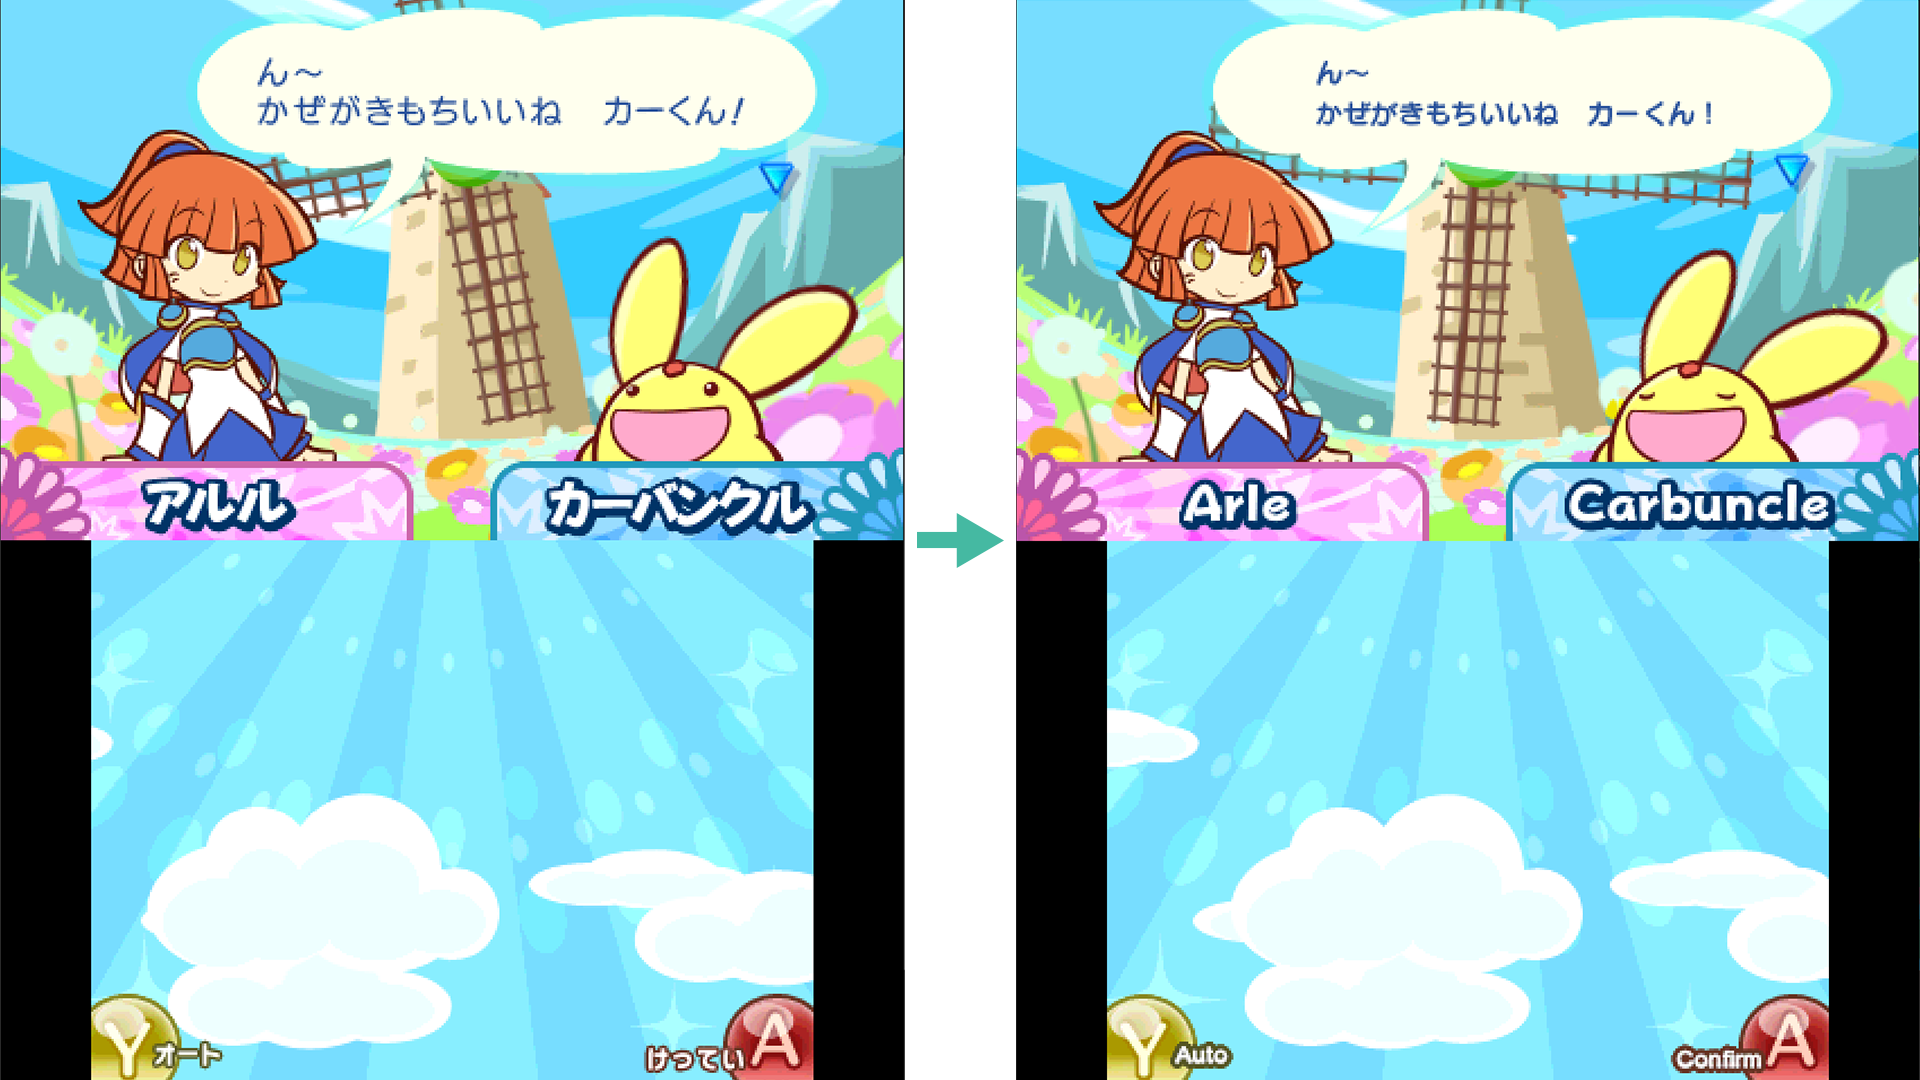 ん～
かぜがきもちいいね　カーくん！
アルル
カーバンクル
Y オート
けってい A
ん～
かぜがきもちいいね　カーくん！
Arle
Carbuncle
Y Auto
Confirm A